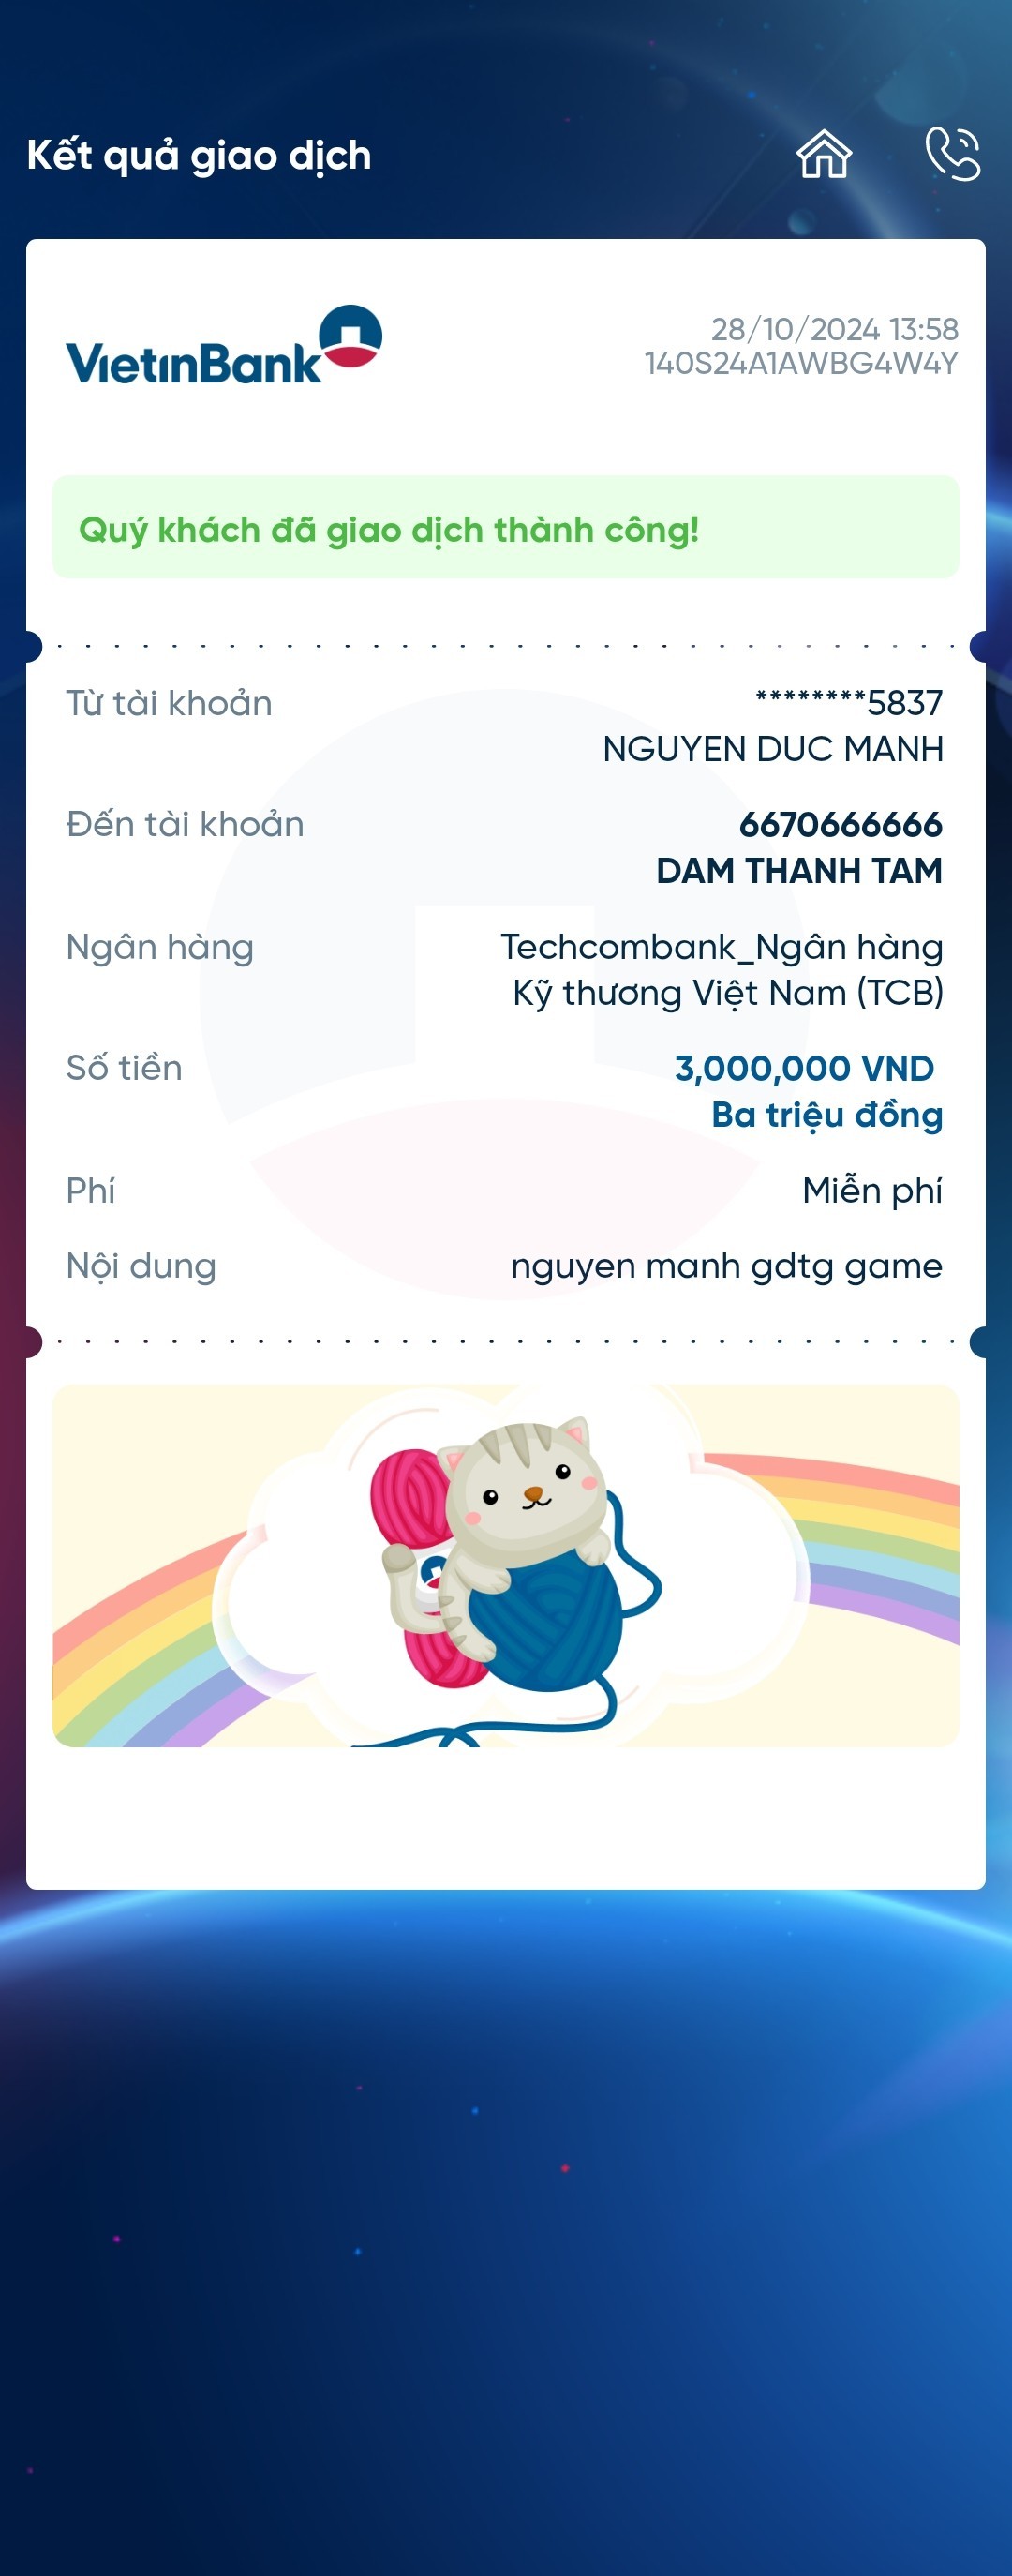 Kết quả giao dịch
VietinBank
28/10/2024 13:58
140S24A1AWBG4W4Y
Quý khách đã giao dịch thành công!
Từ tài khoản
********5837
NGUYEN DUC MANH
Đến tài khoản
6670666666
DAM THANH TAM
Ngân hàng
Techcombank_Ngân hàng
Kỹ thương Việt Nam (TCB)
Số tiền
3,000,000 VND
Ba triệu đồng
Phí
Miễn phí
Nội dung
nguyen manh gdtg game